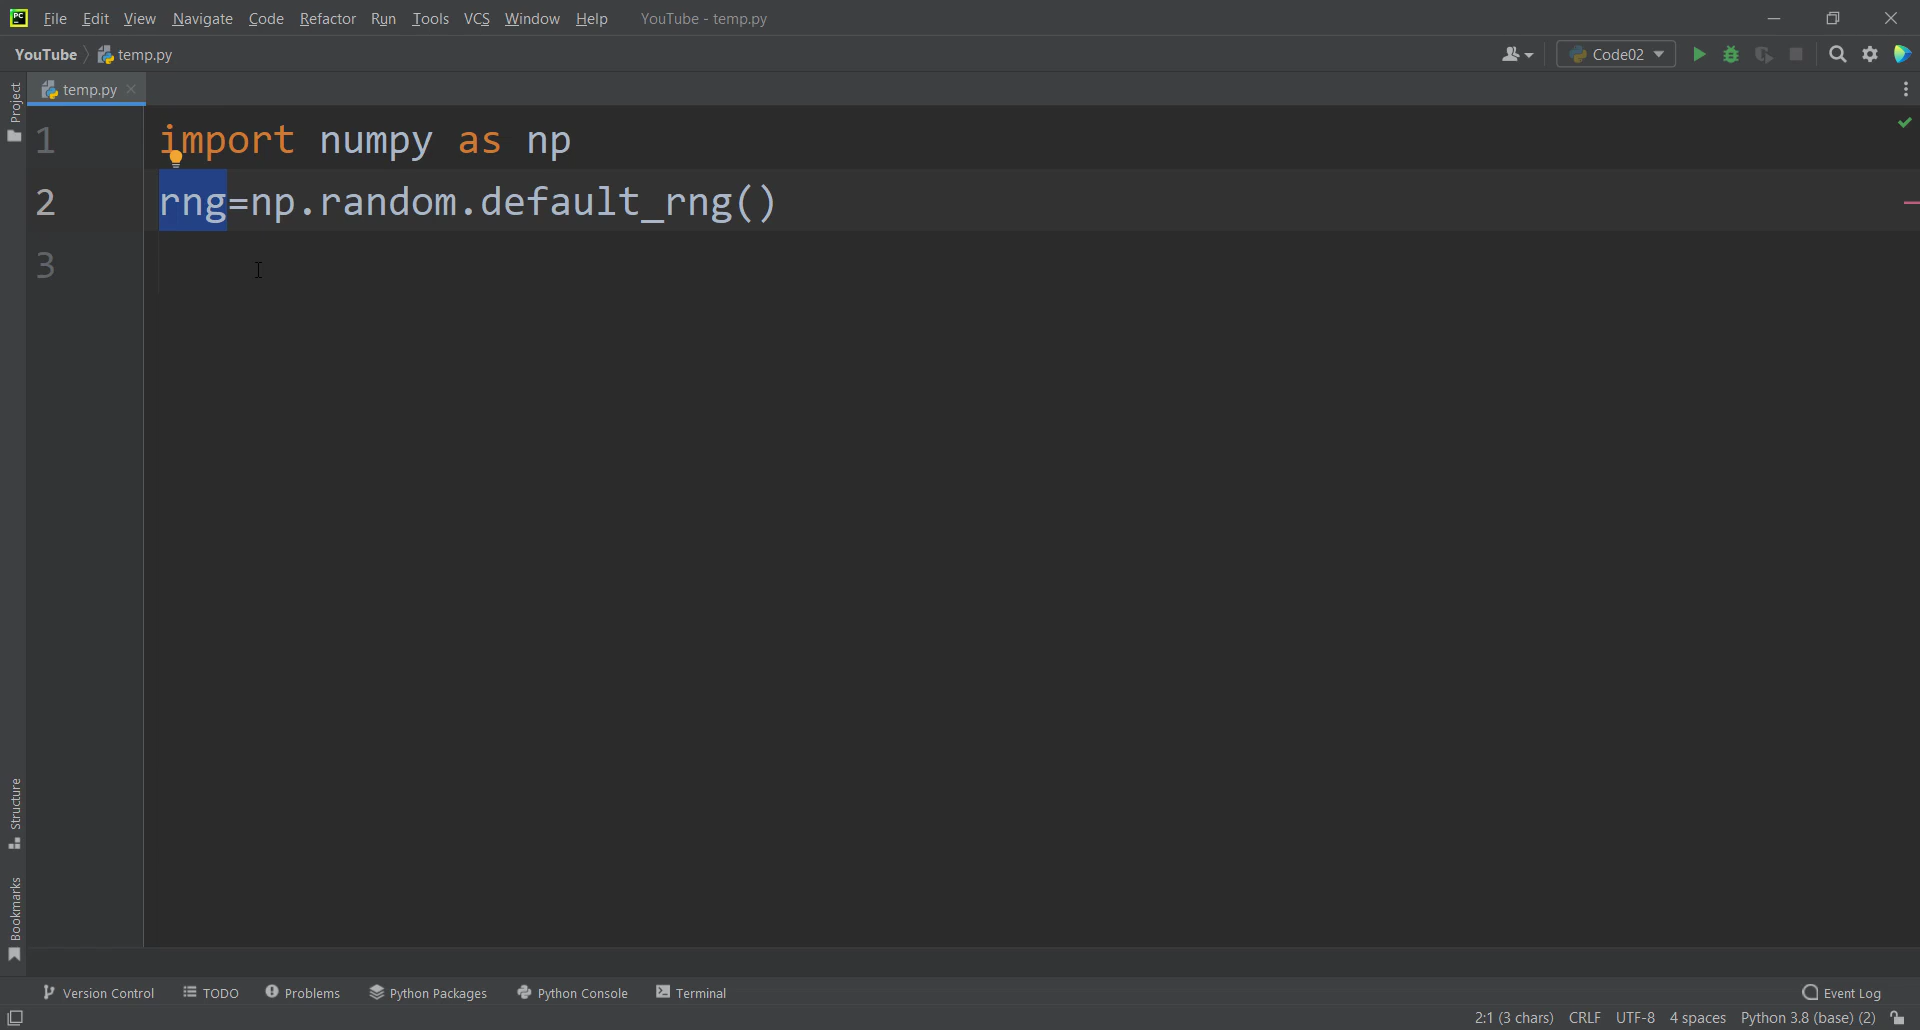 PC File Edit View Navigate Code Refactor Run Tools VCS Window Help YouTube - temp.py
YouTube temp.py Code02
temp.py
Project
1 import numpy as np
2 rng=np.random.default_rng()
3
Structure
Bookmarks
Version Control TODO Problems Python Packages Python Console Terminal Event Log
2:1 (3 chars) CRLF UTF-8 4 spaces Python 3.8 (base) (2)